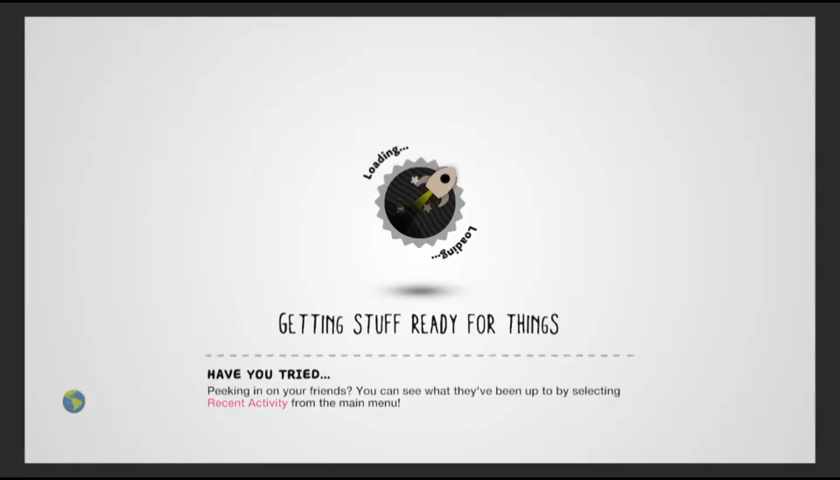 Loading...
Loading...
GETTING STUFF READY FOR THINGS
HAVE YOU TRIED...
Peeking in on your friends? You can see what they've been up to by selecting
Recent Activity from the main menu!